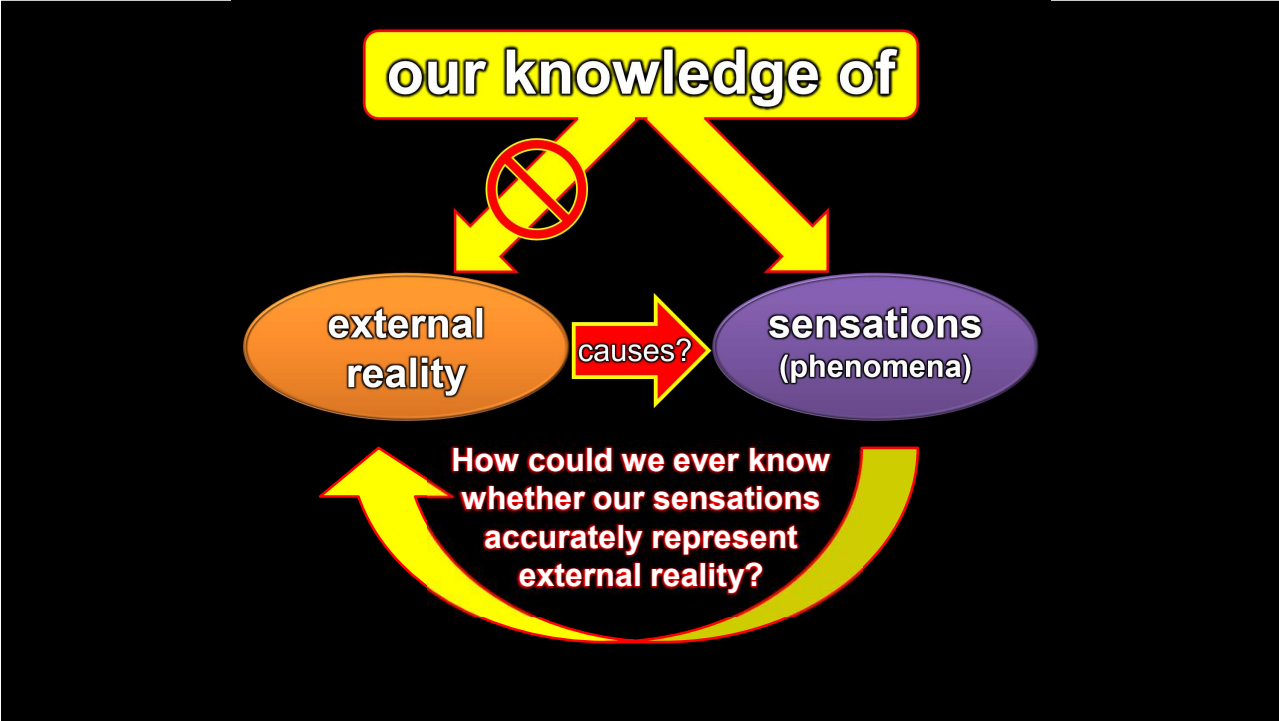 our knowledge of
external
reality
causes?
sensations
(phenomena)
How could we ever know
whether our sensations
accurately represent
external reality?